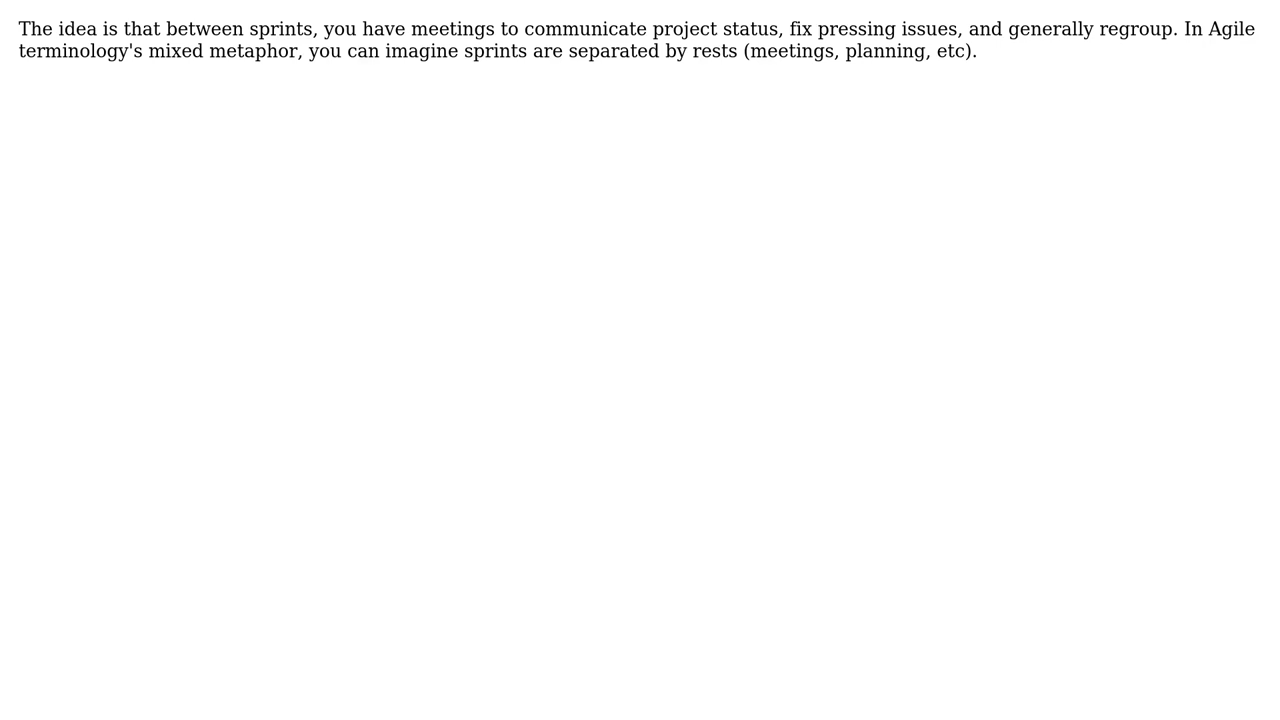 The idea is that between sprints, you have meetings to communicate project status, fix pressing issues, and generally regroup. In Agile
terminology's mixed metaphor, you can imagine sprints are separated by rests (meetings, planning, etc).